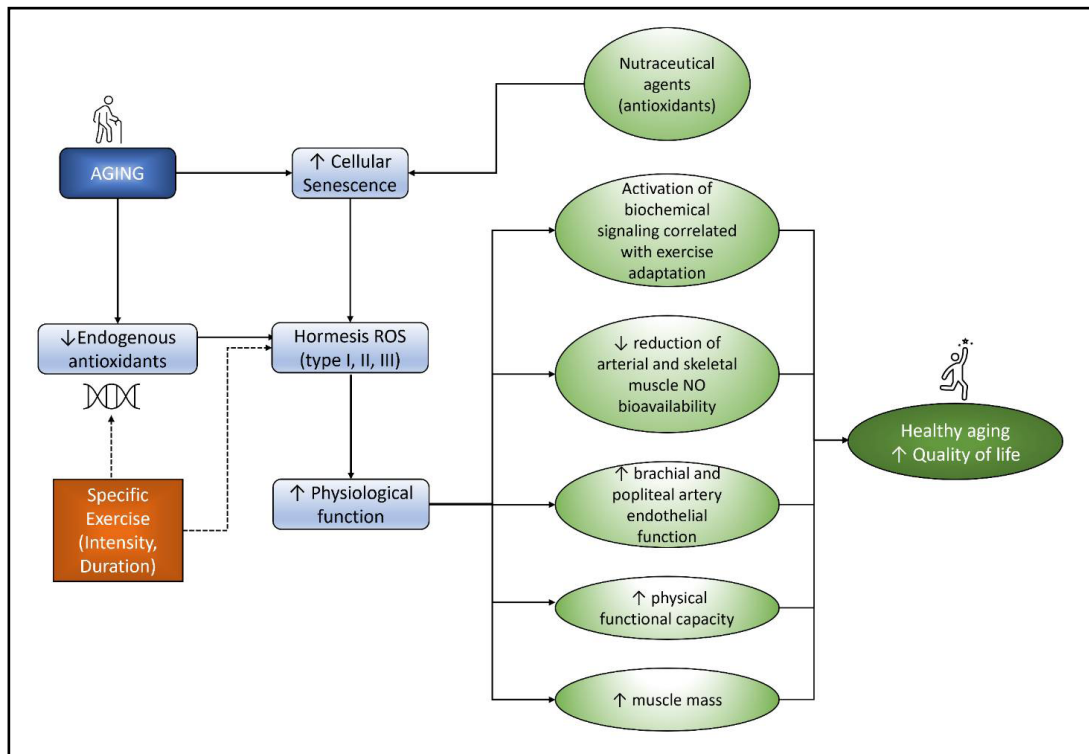 Nutraceutical
agents
(antioxidants)
AGING
↑ Cellular
Senescence
Activation of
biochemical
signaling correlated
with exercise
adaptation
↓Endogenous
antioxidants
Hormesis ROS
(type I, II, III)
↓ reduction of
arterial and skeletal
muscle NO
bioavailability
Healthy aging
↑ Quality of life
Specific
Exercise
(Intensity,
Duration)
↑ Physiological
function
↑ brachial and
popliteal artery
endothelial
function
↑ physical
functional capacity
↑ muscle mass